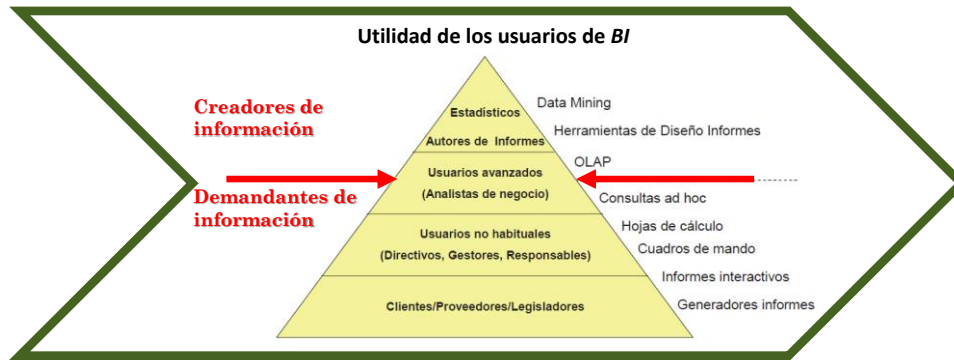 Utilidad de los usuarios de BI
Creadores de
información
Demandantes de
información
Estadísticos
Autores de Informes
Usuarios avanzados
(Analistas de negocio)
Usuarios no habituales
(Directivos, Gestores, Responsables)
Clientes/Proveedores/Legisladores
Data Mining
Herramientas de Diseño Informes
OLAP
Consultas ad hoc
Hojas de cálculo
Cuadros de mando
Informes interactivos
Generadores informes